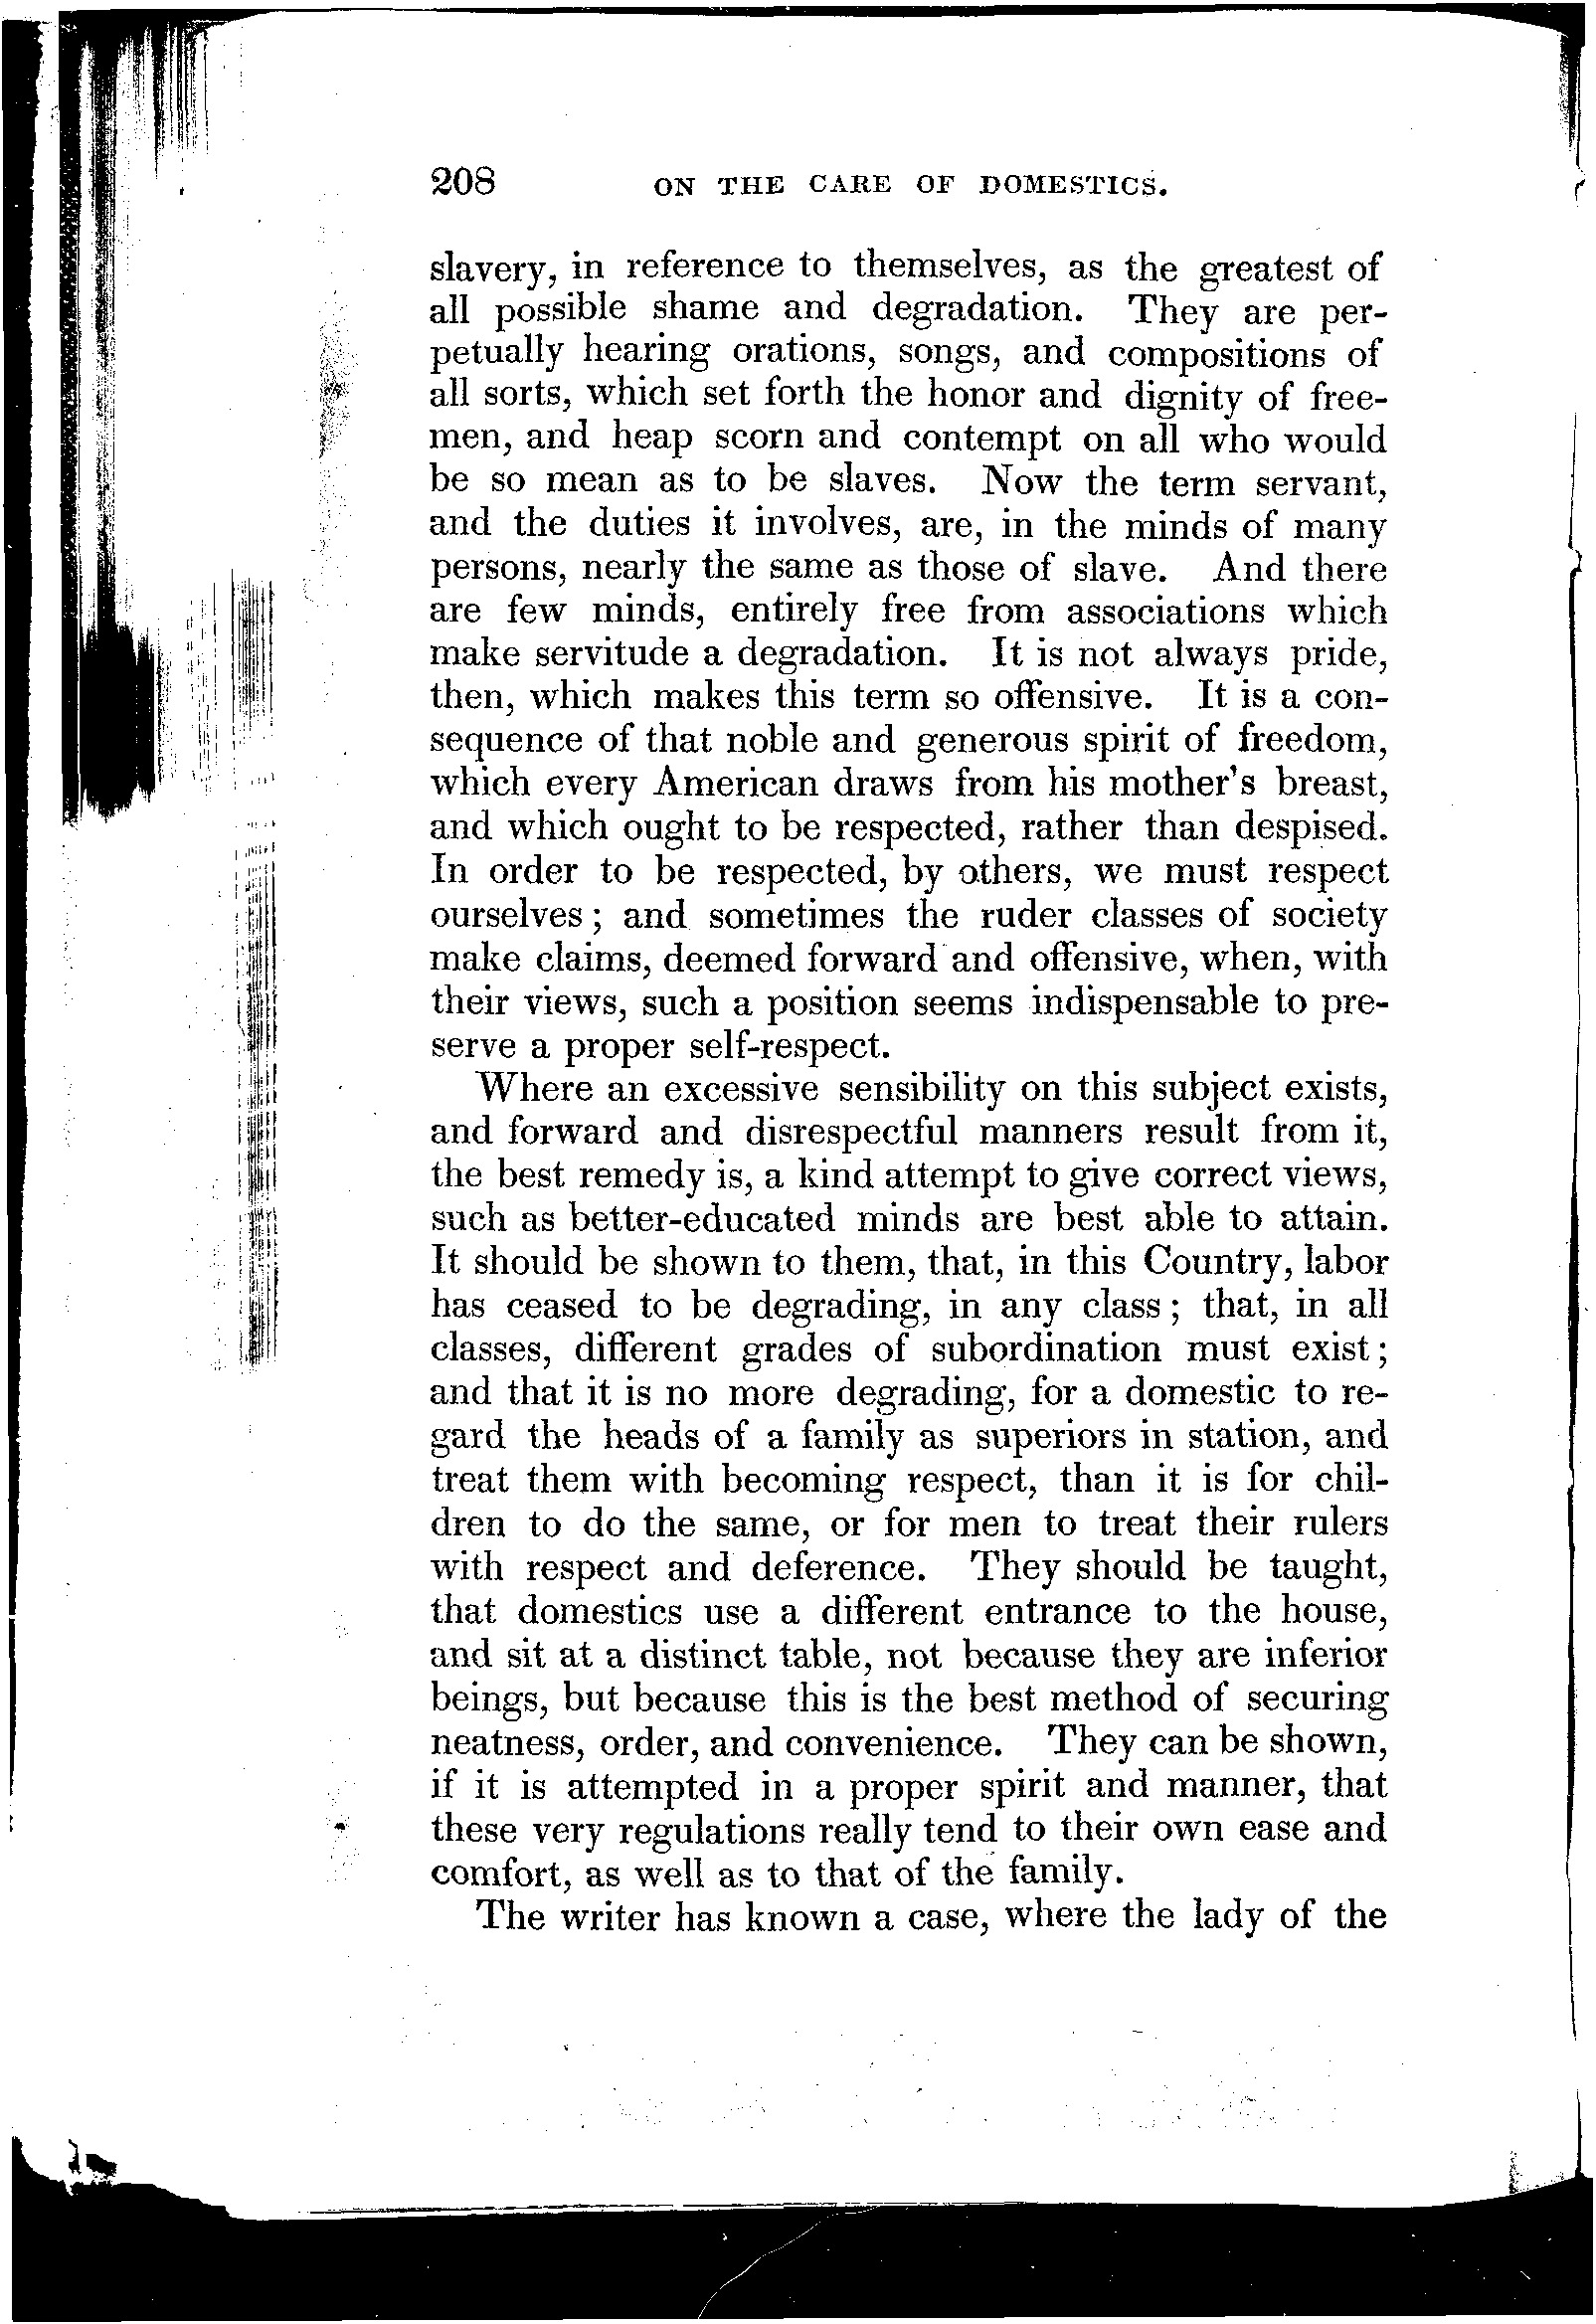 208 ON THE CARE OF DOMESTICS.
slavery, in reference to themselves, as the greatest of
all possible shame and degradation. They are per-
petually hearing orations, songs, and compositions of
all sorts, which set forth the honor and dignity of free-
men, and heap scorn and contempt on all who would
be so mean as to be slaves. Now the term servant,
and the duties it involves, are, in the minds of many
persons, nearly the same as those of slave. And there
are few minds, entirely free from associations which
make servitude a degradation. It is not always pride,
then, which makes this term so offensive. It is a con-
sequence of that noble and generous spirit of freedom,
which every American draws from his mother's breast,
and which ought to be respected, rather than despised.
In order to be respected, by others, we must respect
ourselves; and sometimes the ruder classes of society
make claims, deemed forward and offensive, when, with
their views, such a position seems indispensable to pre-
serve a proper self-respect.
Where an excessive sensibility on this subject exists,
and forward and disrespectful manners result from it,
the best remedy is, a kind attempt to give correct views,
such as better-educated minds are best able to attain.
It should be shown to them, that, in this Country, labor
has ceased to be degrading, in any class; that, in all
classes, different grades of subordination must exist;
and that it is no more degrading, for a domestic to re-
gard the heads of a family as superiors in station, and
treat them with becoming respect, than it is for chil-
dren to do the same, or for men to treat their rulers
with respect and deference. They should be taught,
that domestics use a different entrance to the house,
and sit at a distinct table, not because they are inferior
beings, but because this is the best method of securing
neatness, order, and convenience. They can be shown,
if it is attempted in a proper spirit and manner, that
these very regulations really tend to their own ease and
comfort, as well as to that of the family.
The writer has known a case, where the lady of the